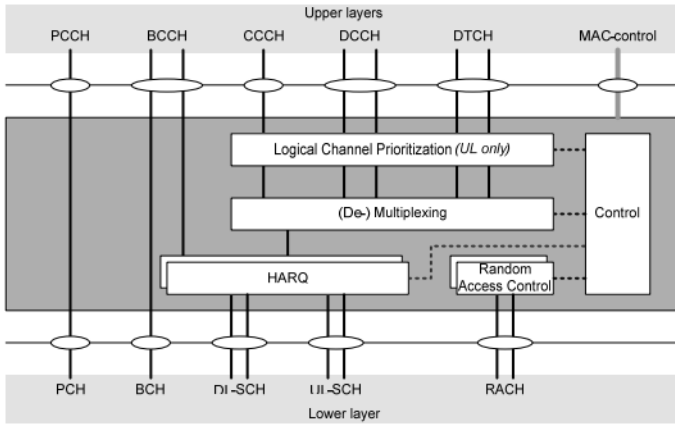 Upper layers
PCCH BCCH CCCH DCCH DTCH MAC-control
Logical Channel Prioritization (UL only)
(De-) Multiplexing
Control
HARQ
Random
Access Control
PCH BCH DL-SCH UL-SCH RACH
Lower layer